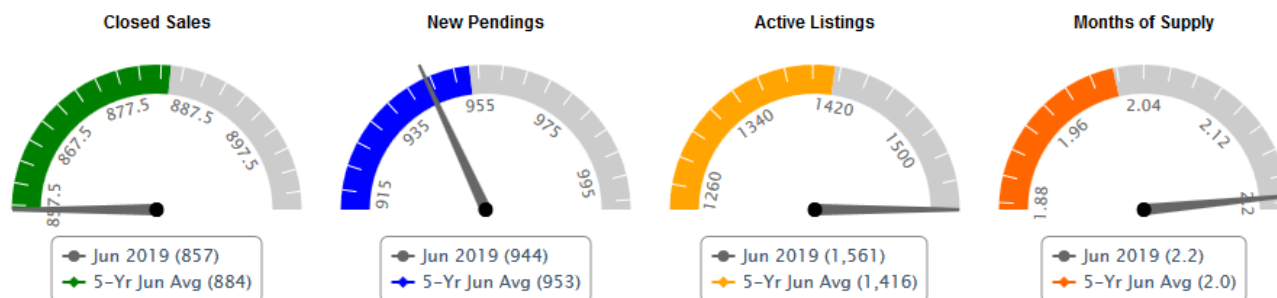 Closed Sales
857.5
867.5
877.5
887.5
897.5
Jun 2019 (857)
5-Yr Jun Avg (884)
New Pendings
915
935
955
975
995
Jun 2019 (944)
5-Yr Jun Avg (953)
Active Listings
1260
1340
1420
1500
Jun 2019 (1,561)
5-Yr Jun Avg (1,416)
Months of Supply
1.88
1.96
2.04
2.12
2.2
Jun 2019 (2.2)
5-Yr Jun Avg (2.0)